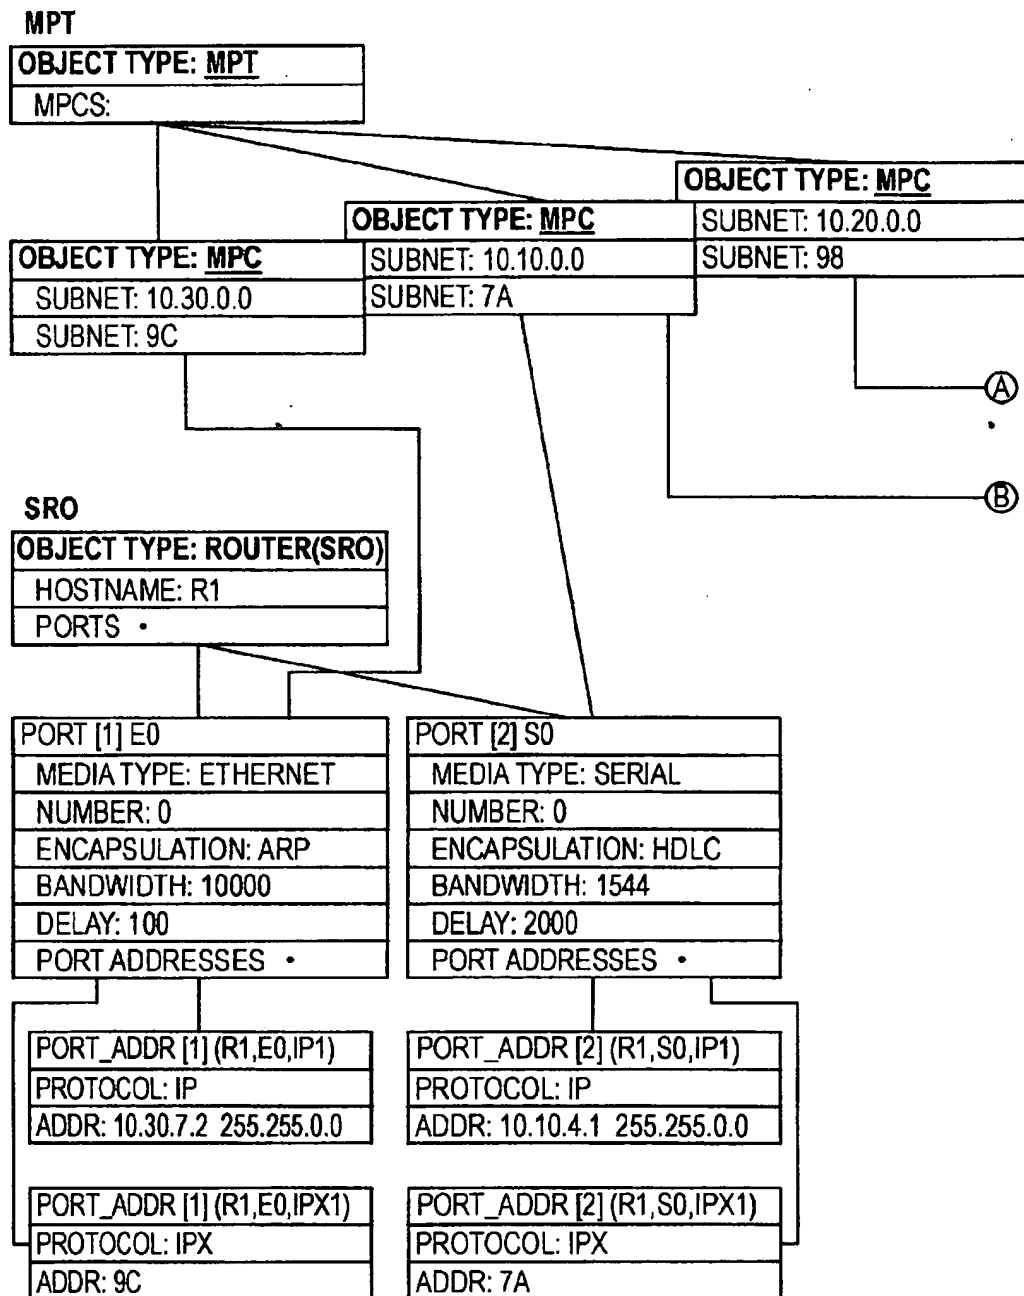 MPT
OBJECT TYPE: MPT
MPCS:
OBJECT TYPE: MPC
SUBNET: 10.20.0.0
SUBNET: 98
OBJECT TYPE: MPC
SUBNET: 10.10.0.0
SUBNET: 7A
OBJECT TYPE: MPC
SUBNET: 10.30.0.0
SUBNET: 9C
A
B
SRO
OBJECT TYPE: ROUTER(SRO)
HOSTNAME: R1
PORTS •
PORT [1] E0
MEDIA TYPE: ETHERNET
NUMBER: 0
ENCAPSULATION: ARP
BANDWIDTH: 10000
DELAY: 100
PORT ADDRESSES •
PORT [2] S0
MEDIA TYPE: SERIAL
NUMBER: 0
ENCAPSULATION: HDLC
BANDWIDTH: 1544
DELAY: 2000
PORT ADDRESSES •
PORT_ADDR [1] (R1,E0,IP1)
PROTOCOL: IP
ADDR: 10.30.7.2 255.255.0.0
PORT_ADDR [2] (R1,S0,IP1)
PROTOCOL: IP
ADDR: 10.10.4.1 255.255.0.0
PORT_ADDR [1] (R1,E0,IPX1)
PROTOCOL: IPX
ADDR: 9C
PORT_ADDR [2] (R1,S0,IPX1)
PROTOCOL: IPX
ADDR: 7A